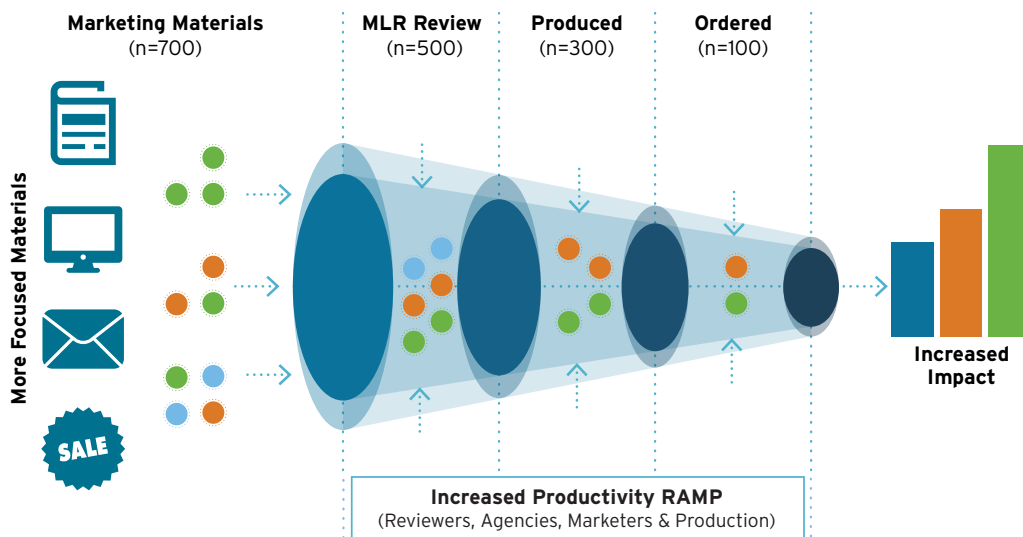 Marketing Materials
(n=700)
MLR Review
(n=500)
Produced
(n=300)
Ordered
(n=100)
More Focused Materials
SALE
Increased
Impact
Increased Productivity RAMP
(Reviewers, Agencies, Marketers & Production)